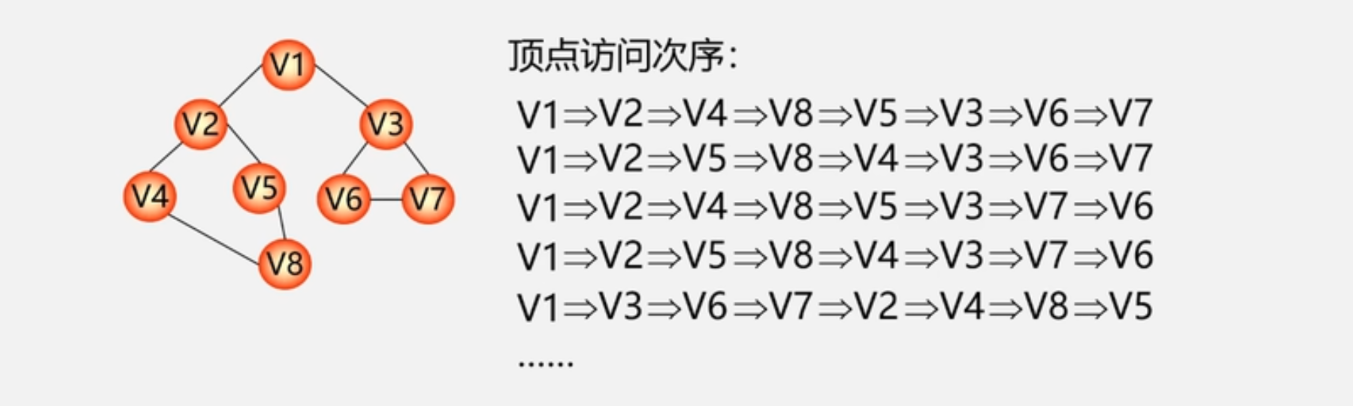 V1
V2
V3
V4
V5
V6
V7
V8
顶点访问次序：
V1⇒V2⇒V4⇒V8⇒V5⇒V3⇒V6⇒V7
V1⇒V2⇒V5⇒V8⇒V4⇒V3⇒V6⇒V7
V1⇒V2⇒V4⇒V8⇒V5⇒V3⇒V7⇒V6
V1⇒V2⇒V5⇒V8⇒V4⇒V3⇒V7⇒V6
V1⇒V3⇒V6⇒V7⇒V2⇒V4⇒V8⇒V5
……